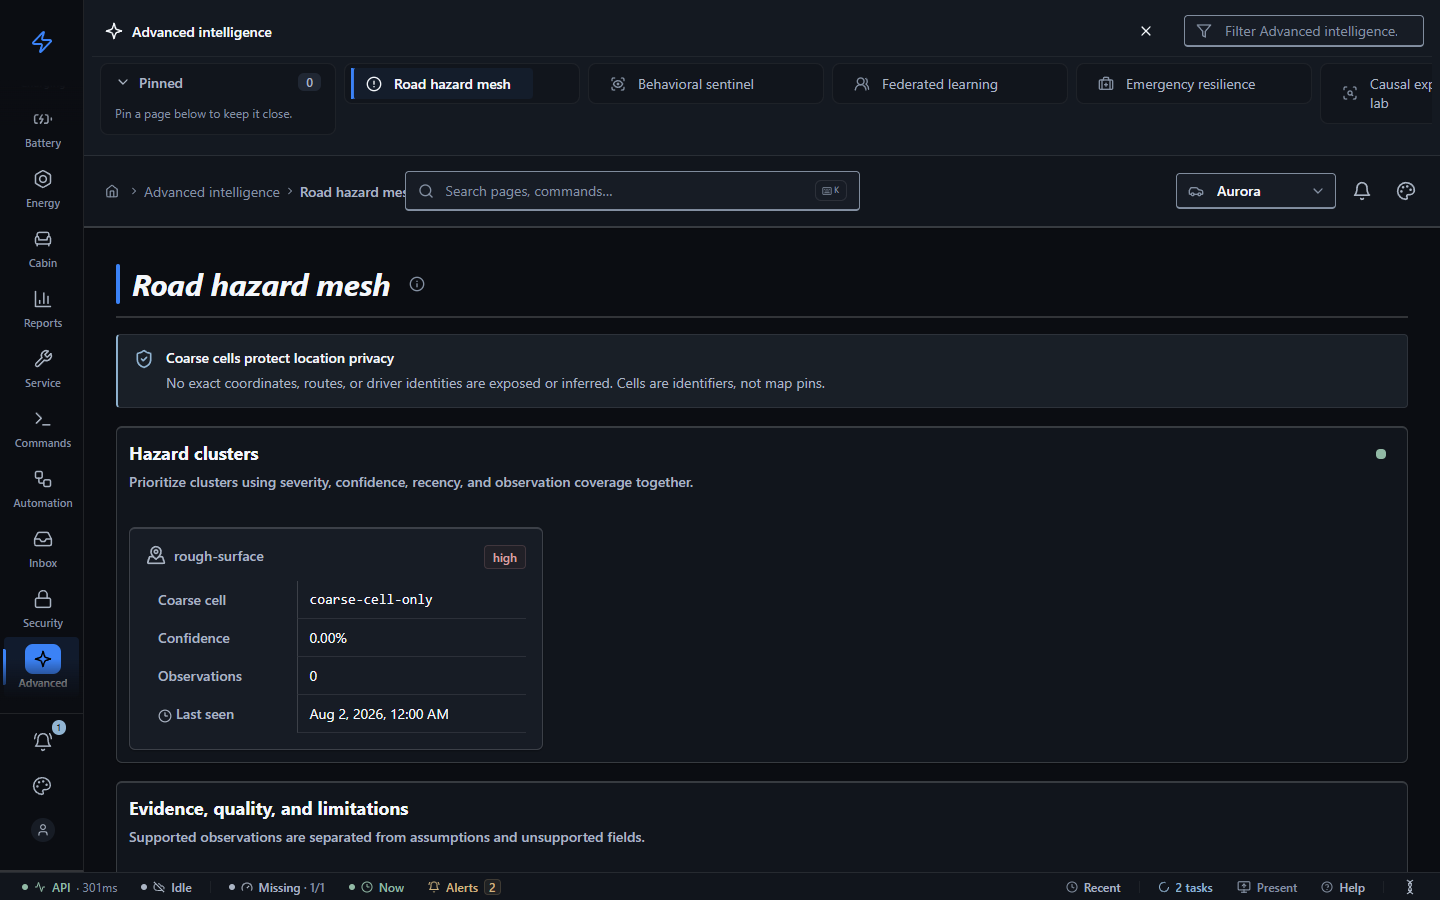 Advanced intelligence
Filter Advanced intelligence.
Pinned 0
Pin a page below to keep it close.
Road hazard mesh
Behavioral sentinel
Federated learning
Emergency resilience
Causal exp
lab
Battery
Energy
Cabin
Reports
Service
Commands
Automation
Inbox
Security
Advanced
1
Advanced intelligence
Road hazard mes
Search pages, commands...
K
Aurora
Road hazard mesh
Coarse cells protect location privacy
No exact coordinates, routes, or driver identities are exposed or inferred. Cells are identifiers, not map pins.
Hazard clusters
Prioritize clusters using severity, confidence, recency, and observation coverage together.
rough-surface high
Coarse cell coarse-cell-only
Confidence 0.00%
Observations 0
Last seen Aug 2, 2026, 12:00 AM
Evidence, quality, and limitations
Supported observations are separated from assumptions and unsupported fields.
API · 301ms Idle Missing · 1/1 Now Alerts 2 Recent 2 tasks Present Help